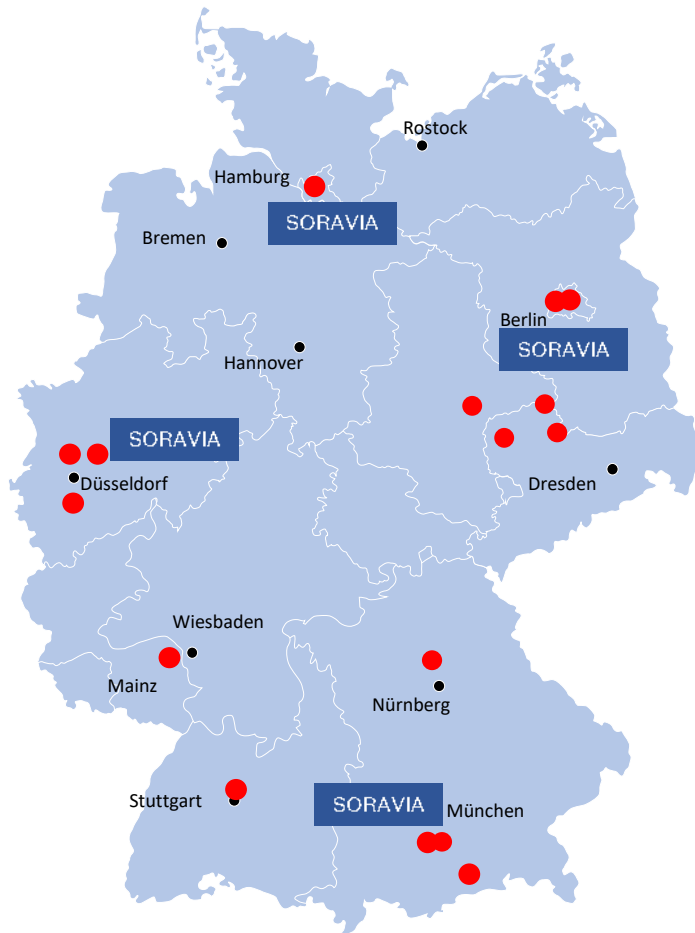 Rostock
Hamburg
SORAVIA
Bremen
Berlin
SORAVIA
Hannover
SORAVIA
Düsseldorf
Dresden
Wiesbaden
Mainz
Nürnberg
Stuttgart
SORAVIA
München